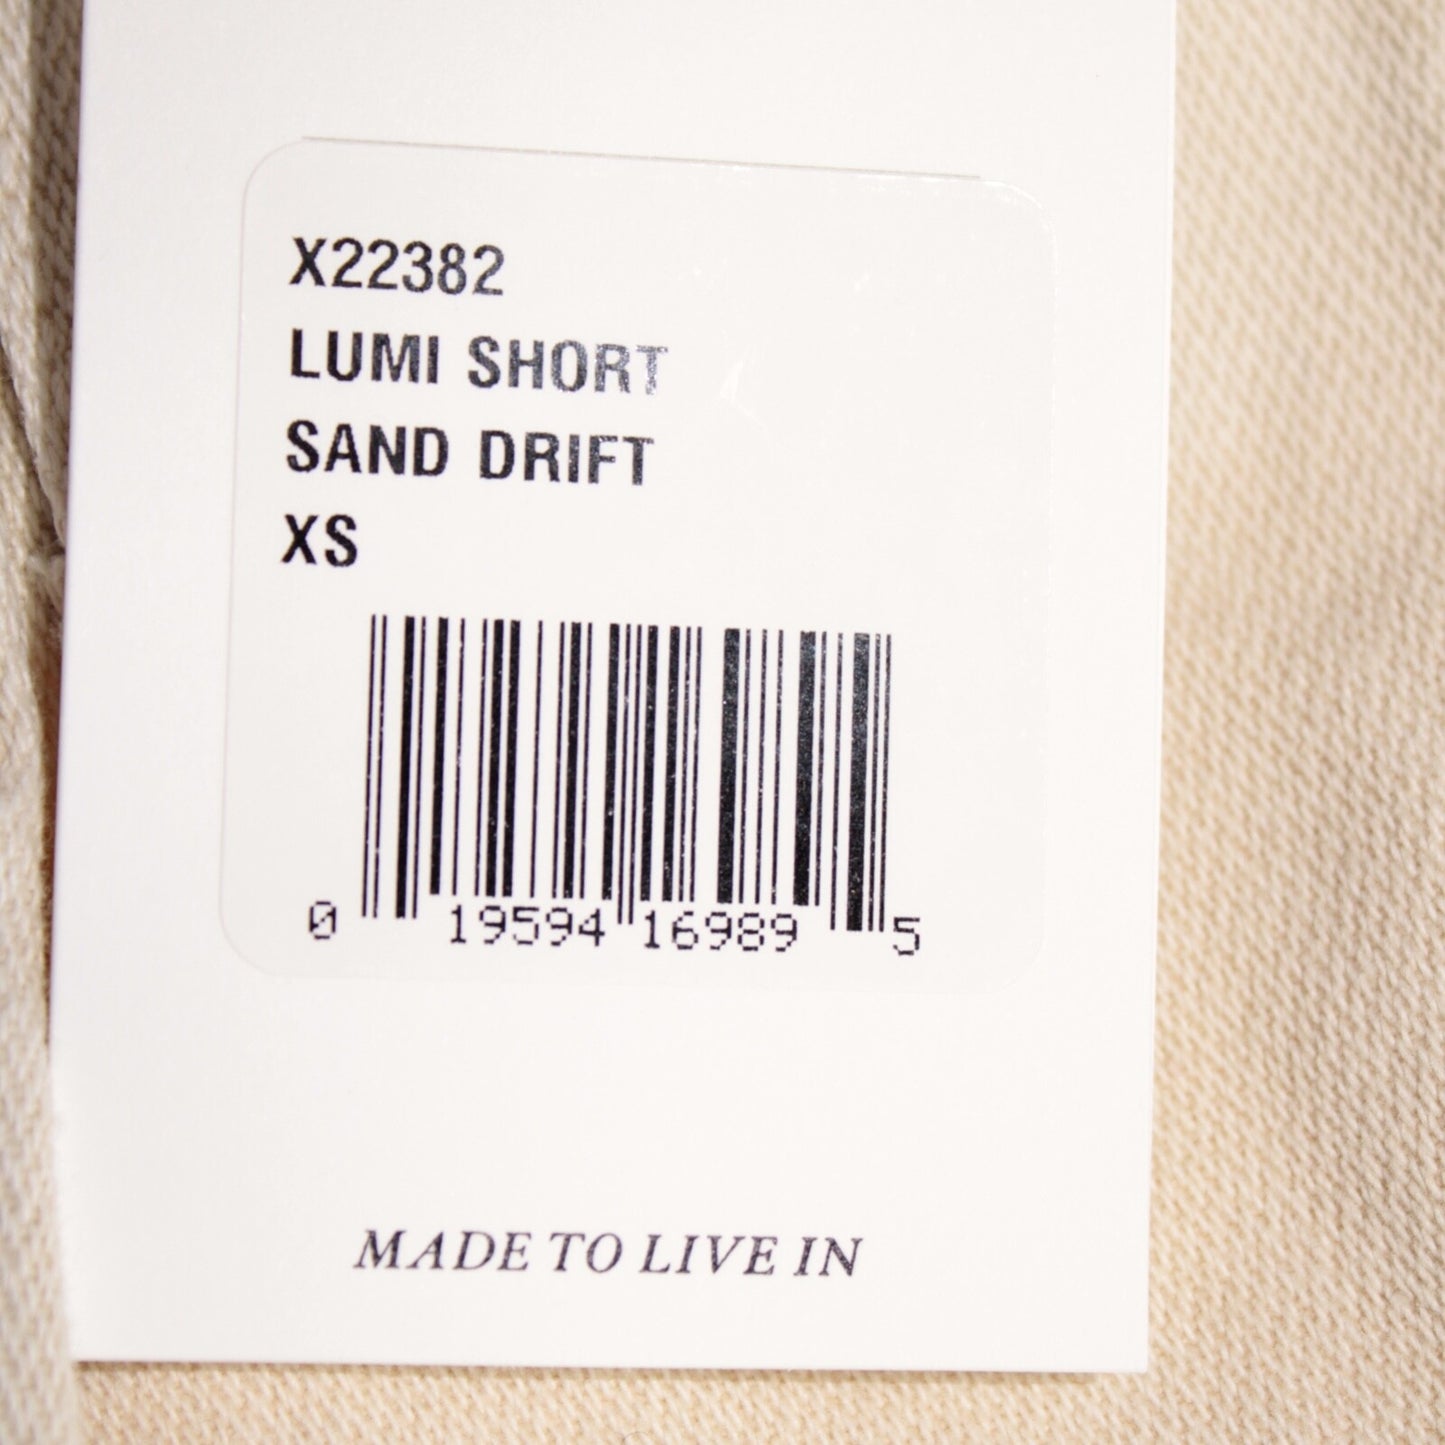 X22382
LUMI SHORT
SAND DRIFT
XS
0 19594 16989 5
MADE TO LIVE IN